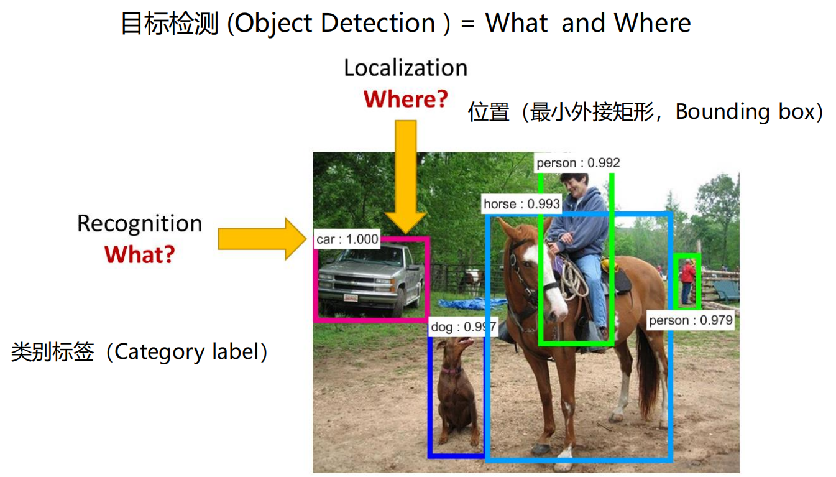 目标检测 (Object Detection ) = What and Where
Localization
Where?
位置（最小外接矩形，Bounding box）
person : 0.992
horse : 0.993
Recognition
What?
car : 1.000
person : 0.979
dog : 0.997
类别标签（Category label）